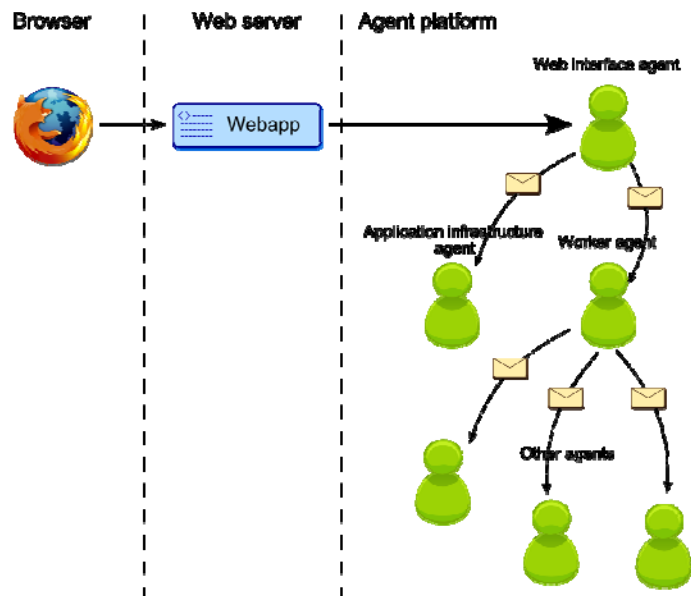 Browser
Web server
Agent platform
Web interface agent
Webapp
Application infrastructure
agent
Worker agent
Other agents